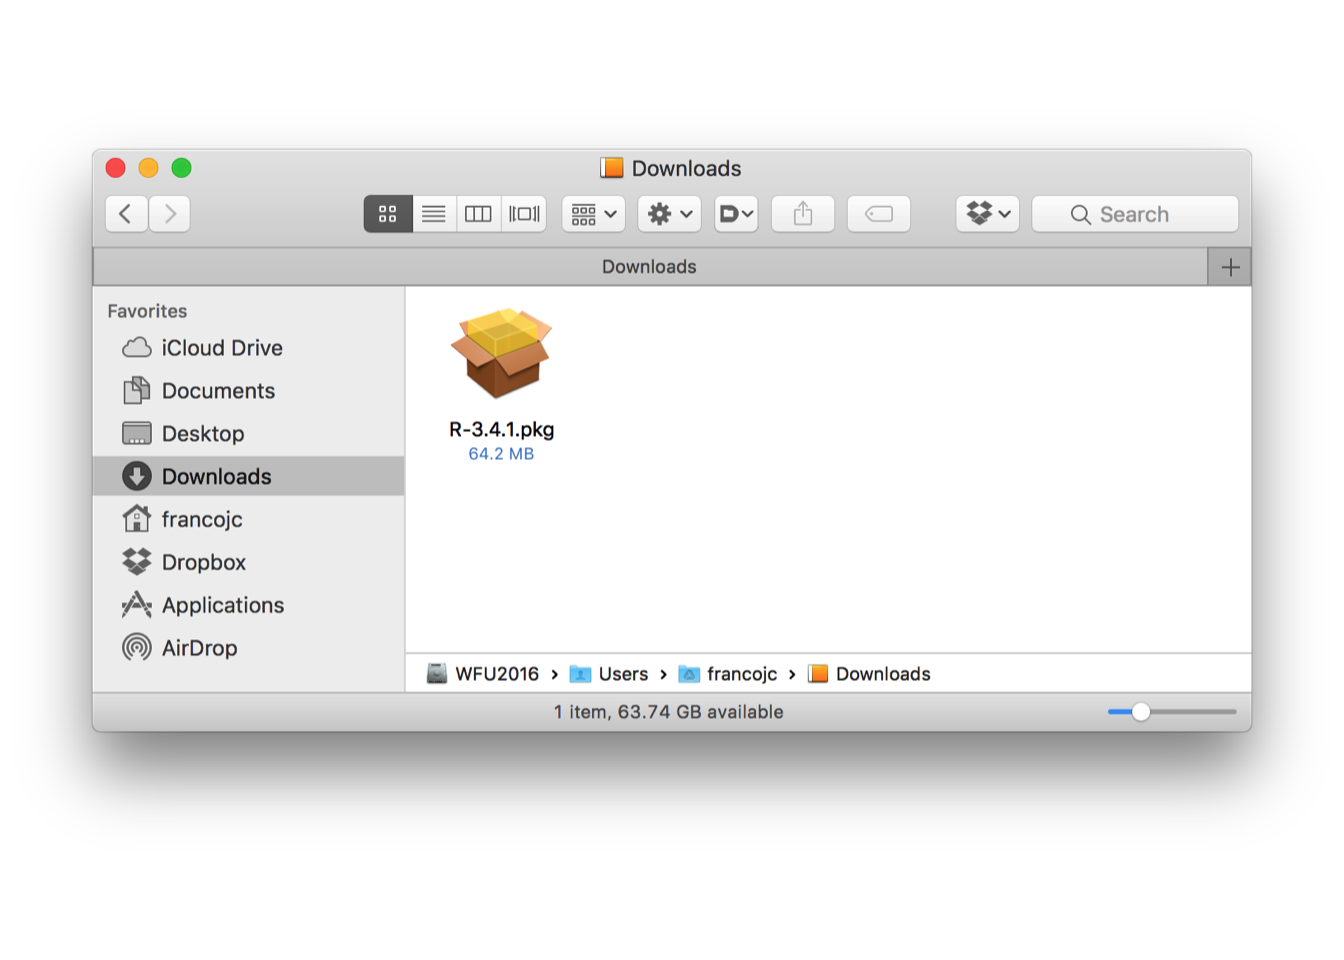 Downloads
Search
Downloads
Favorites
iCloud Drive
Documents
Desktop
Downloads
francojc
Dropbox
Applications
AirDrop
R-3.4.1.pkg
64.2 MB
WFU2016 › Users › francojc › Downloads
1 item, 63.74 GB available